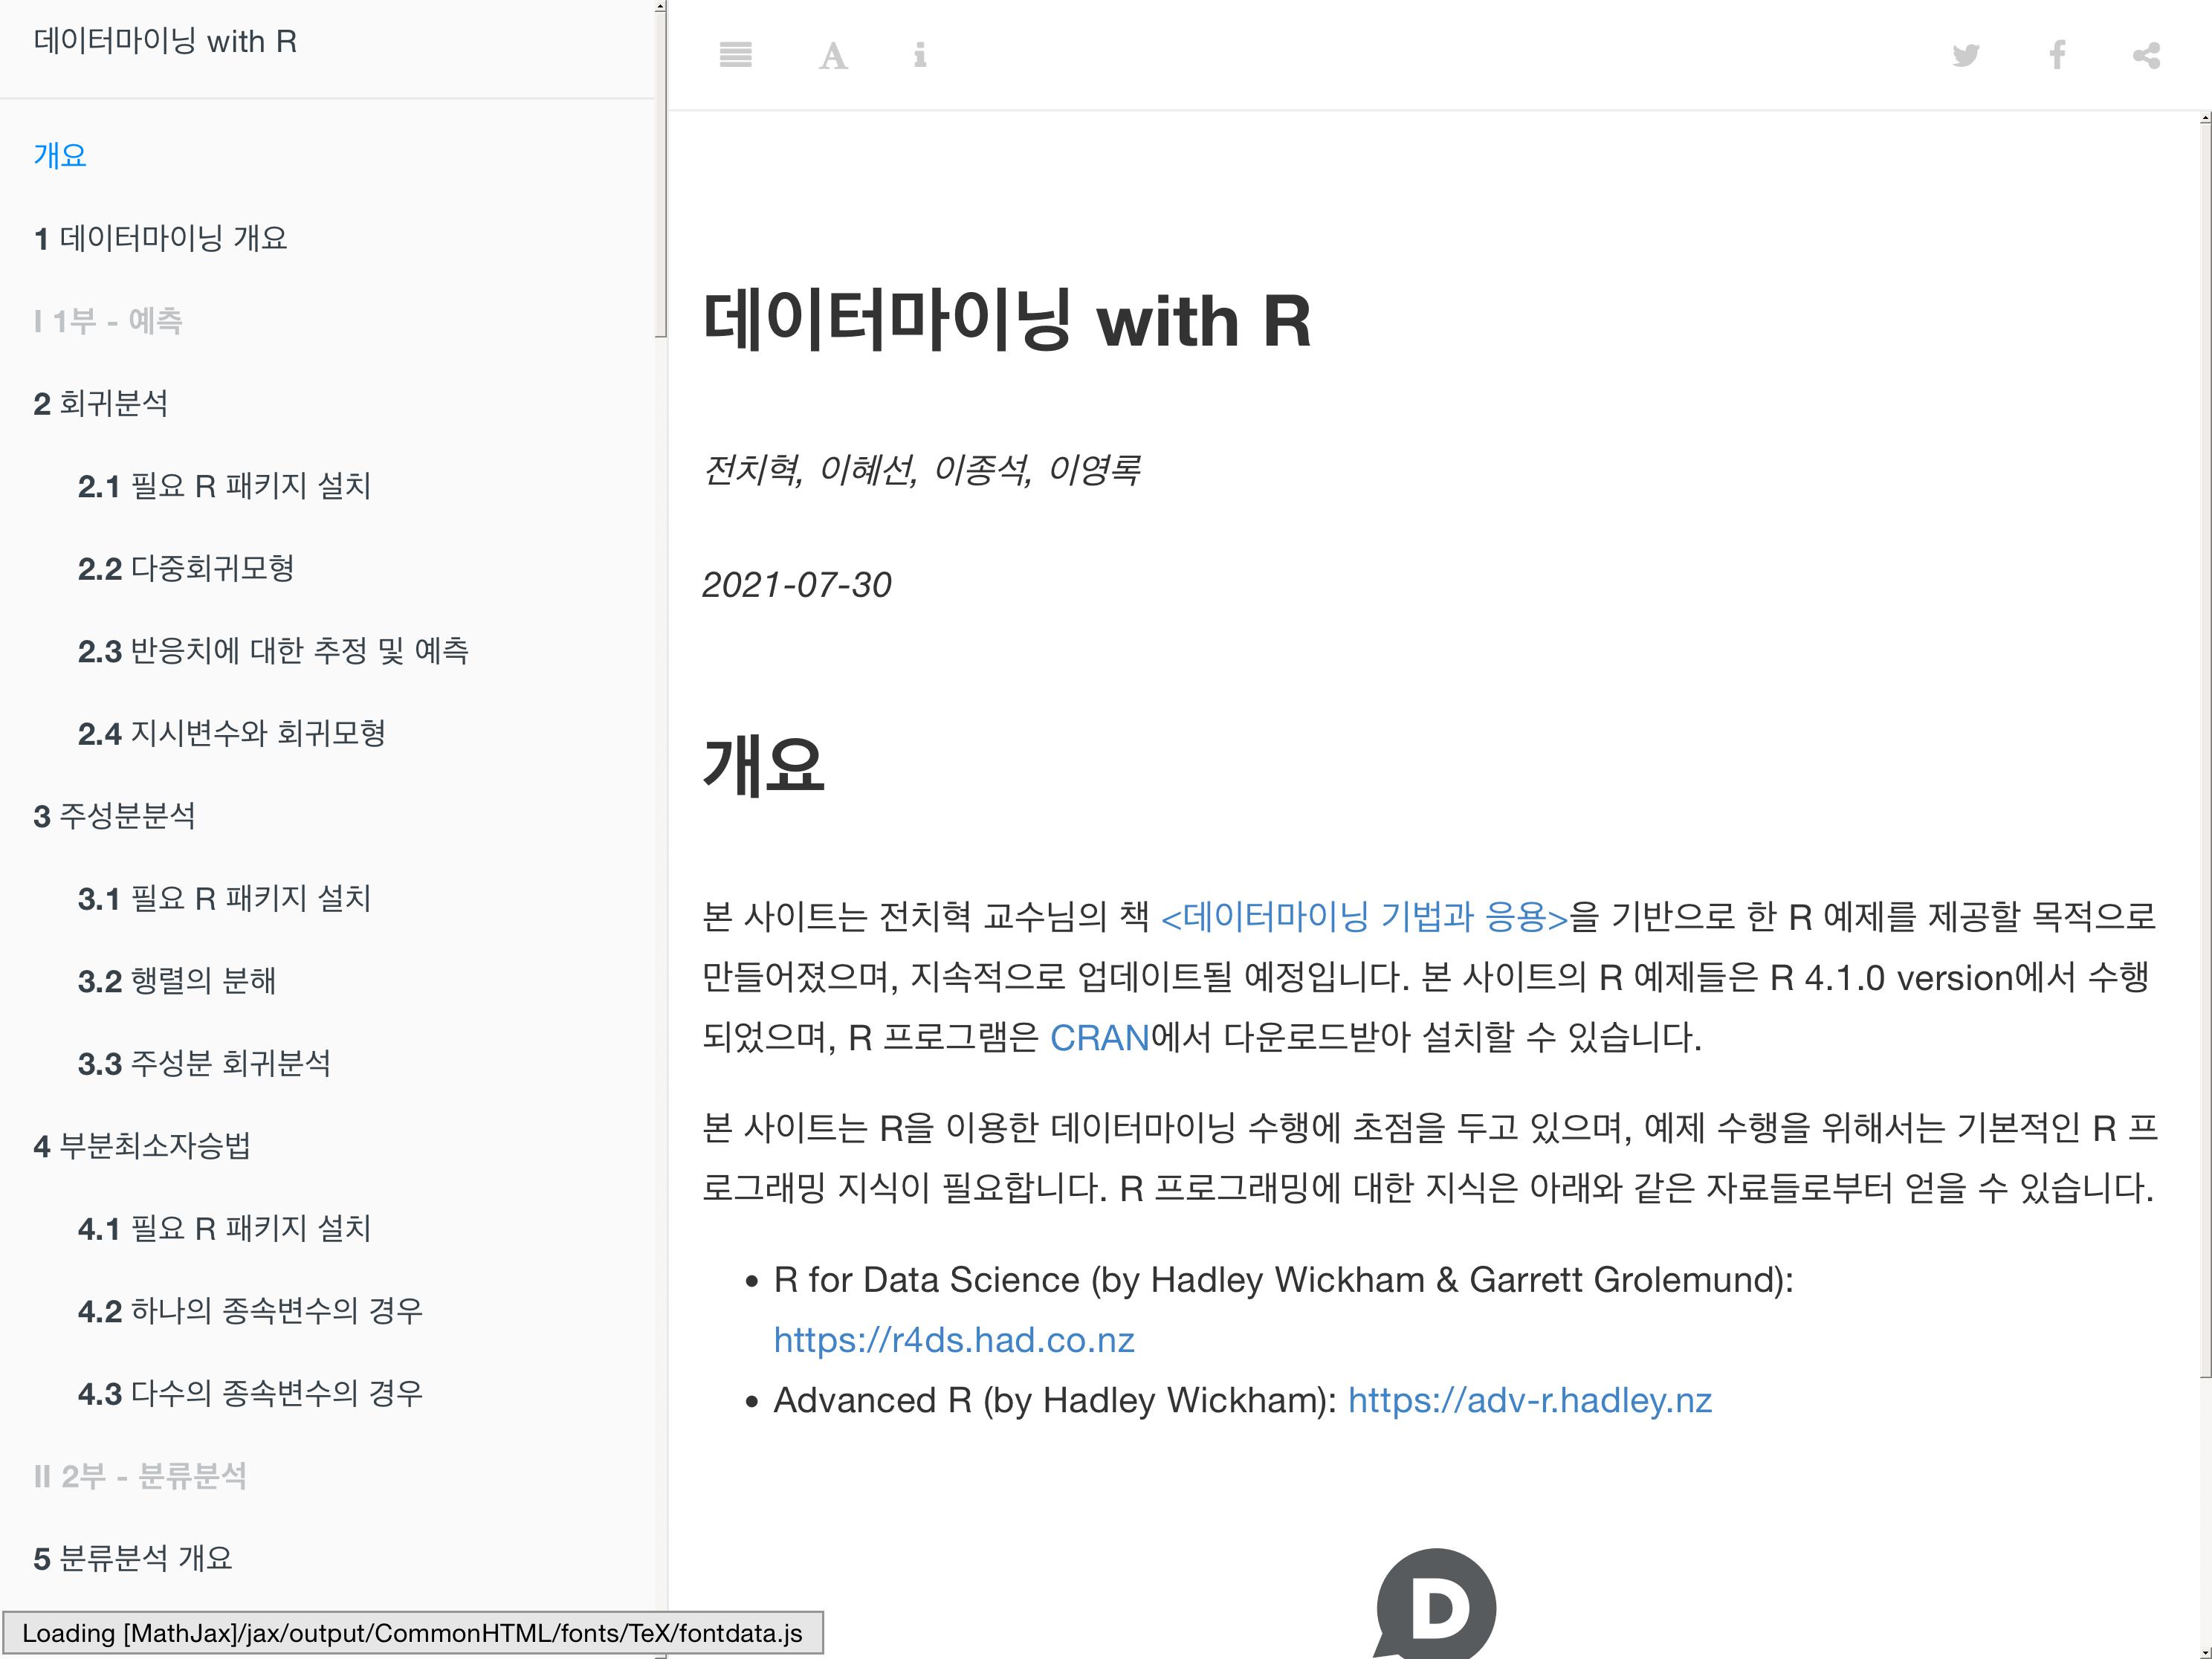 데이터마이닝 with R
개요
1 데이터마이닝 개요
I 1부 - 예측
2 회귀분석
2.1 필요 R 패키지 설치
2.2 다중회귀모형
2.3 반응치에 대한 추정 및 예측
2.4 지시변수와 회귀모형
3 주성분분석
3.1 필요 R 패키지 설치
3.2 행렬의 분해
3.3 주성분 회귀분석
4 부분최소자승법
4.1 필요 R 패키지 설치
4.2 하나의 종속변수의 경우
4.3 다수의 종속변수의 경우
II 2부 - 분류분석
5 분류분석 개요
Loading [MathJax]/jax/output/CommonHTML/fonts/TeX/fontdata.js
A
데이터마이닝 with R
전치혁, 이혜선, 이종석, 이영록
2021-07-30
개요
본 사이트는 전치혁 교수님의 책 <데이터마이닝 기법과 응용>을 기반으로 한 R 예제를 제공할 목적으로
만들어졌으며, 지속적으로 업데이트될 예정입니다. 본 사이트의 R 예제들은 R 4.1.0 version에서 수행
되었으며, R 프로그램은 CRAN에서 다운로드받아 설치할 수 있습니다.
본 사이트는 R을 이용한 데이터마이닝 수행에 초점을 두고 있으며, 예제 수행을 위해서는 기본적인 R 프
로그래밍 지식이 필요합니다. R 프로그래밍에 대한 지식은 아래와 같은 자료들로부터 얻을 수 있습니다.
• R for Data Science (by Hadley Wickham & Garrett Grolemund):
https://r4ds.had.co.nz
• Advanced R (by Hadley Wickham): https://adv-r.hadley.nz
D